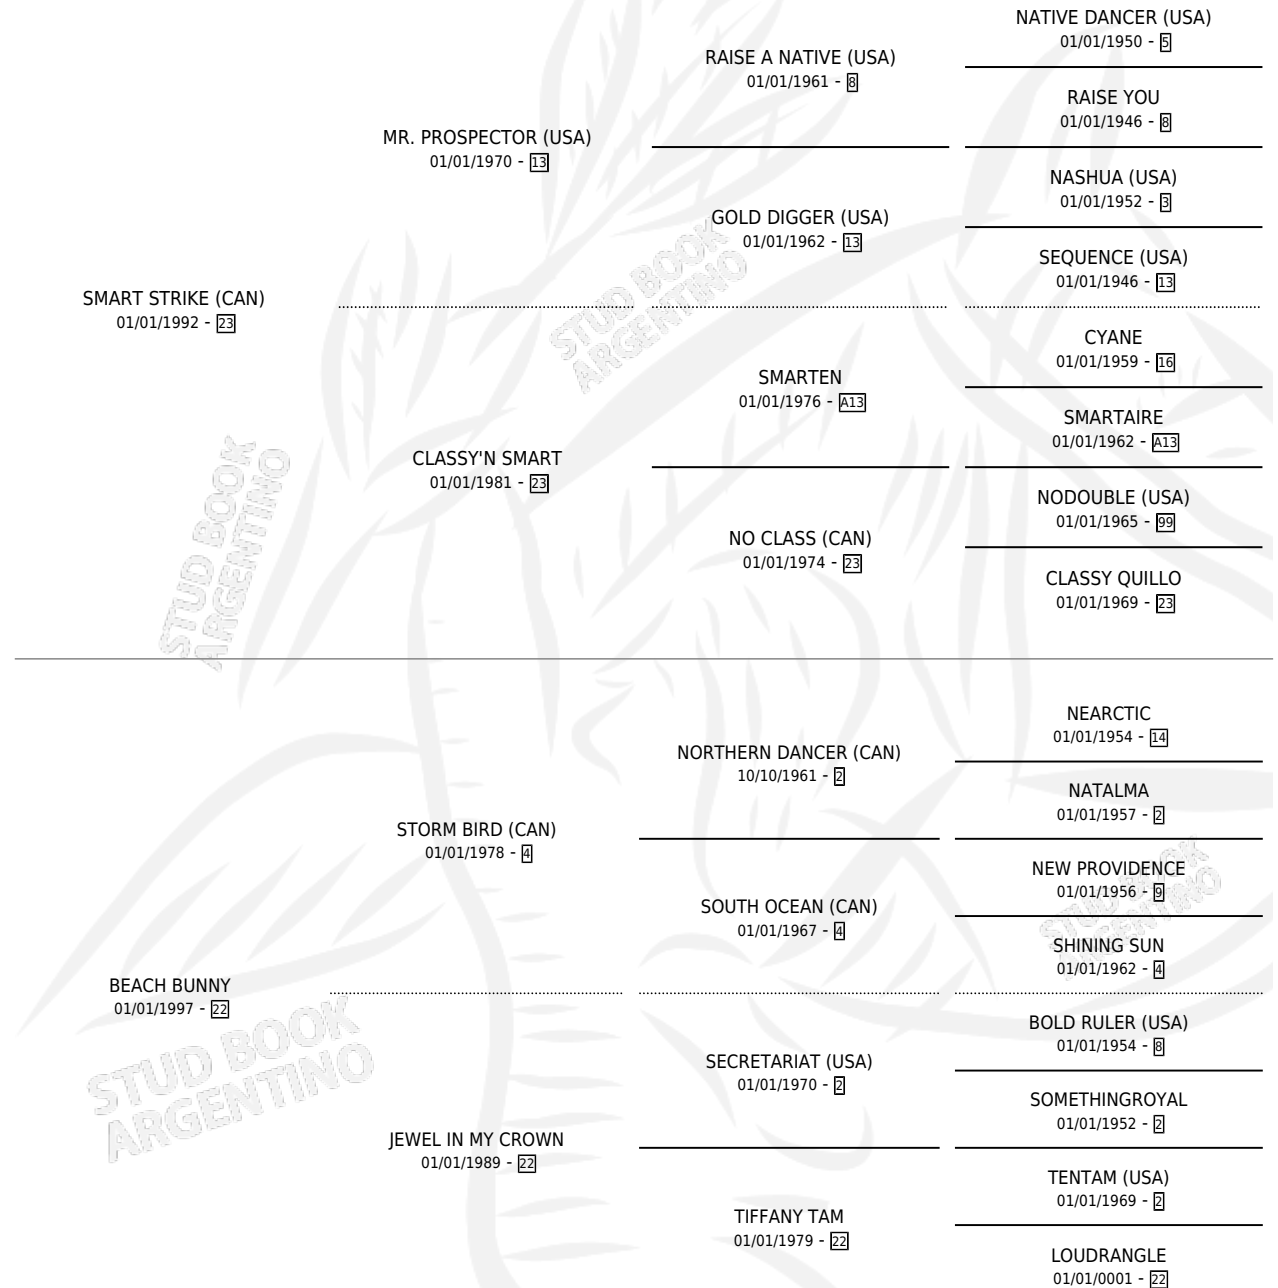 NATIVE DANCER (USA)
01/01/1950 - 5
RAISE A NATIVE (USA)
01/01/1961 - 8
RAISE YOU
01/01/1946 - 8
MR. PROSPECTOR (USA)
01/01/1970 - 13
NASHUA (USA)
01/01/1952 - 3
GOLD DIGGER (USA)
01/01/1962 - 13
SEQUENCE (USA)
01/01/1946 - 13
SMART STRIKE (CAN)
01/01/1992 - 23
STUD BOOK
ARGENTINO
CYANE
01/01/1959 - 16
SMARTEN
01/01/1976 - A13
SMARTAIRE
01/01/1962 - A13
CLASSY'N SMART
01/01/1981 - 23
NODOUBLE (USA)
01/01/1965 - 99
NO CLASS (CAN)
01/01/1974 - 23
CLASSY QUILLO
01/01/1969 - 23
STUD BOOK
ARGENTINO
NEARCTIC
01/01/1954 - 14
NORTHERN DANCER (CAN)
10/10/1961 - 2
NATALMA
01/01/1957 - 2
STORM BIRD (CAN)
01/01/1978 - 4
NEW PROVIDENCE
01/01/1956 - 9
SOUTH OCEAN (CAN)
01/01/1967 - 4
STUD BOOK
ARGENTINO
SHINING SUN
01/01/1962 - 4
BEACH BUNNY
01/01/1997 - 22
STUD BOOK
ARGENTINO
BOLD RULER (USA)
01/01/1954 - 8
SECRETARIAT (USA)
01/01/1970 - 2
SOMETHINGROYAL
01/01/1952 - 2
JEWEL IN MY CROWN
01/01/1989 - 22
TENTAM (USA)
01/01/1969 - 2
TIFFANY TAM
01/01/1979 - 22
LOUDRANGLE
01/01/0001 - 22